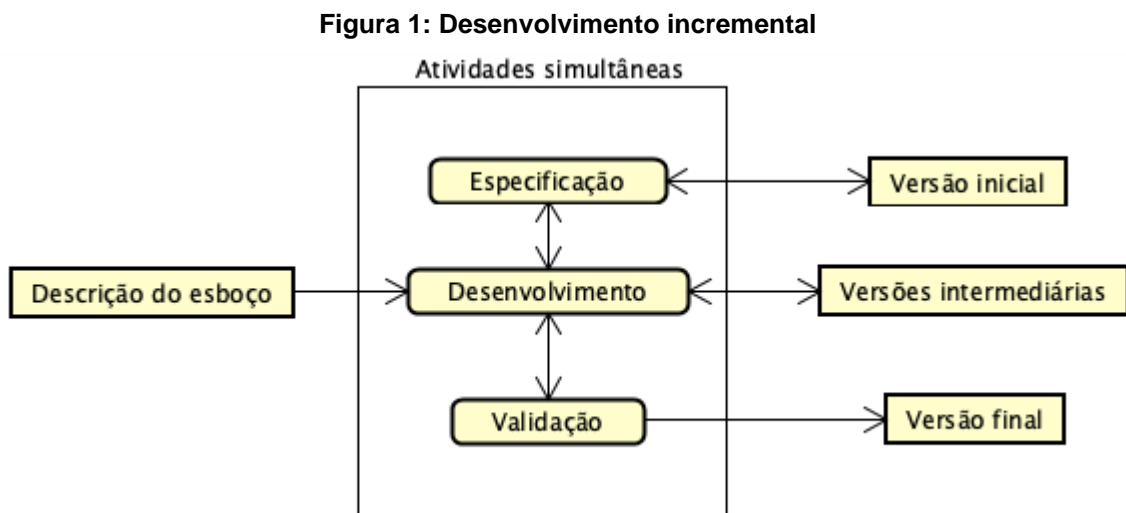 Figura 1: Desenvolvimento incremental
Atividades simultâneas
Especificação
Versão inicial
Descrição do esboço
Desenvolvimento
Versões intermediárias
Validação
Versão final